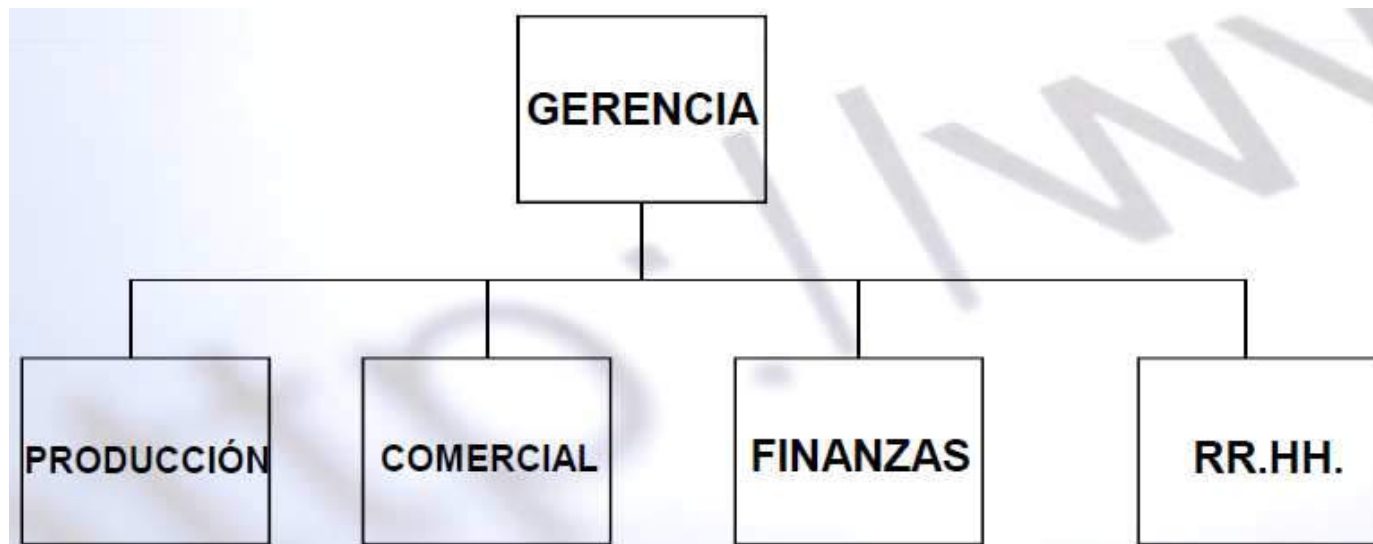 GERENCIA
PRODUCCIÓN
COMERCIAL
FINANZAS
RR.HH.